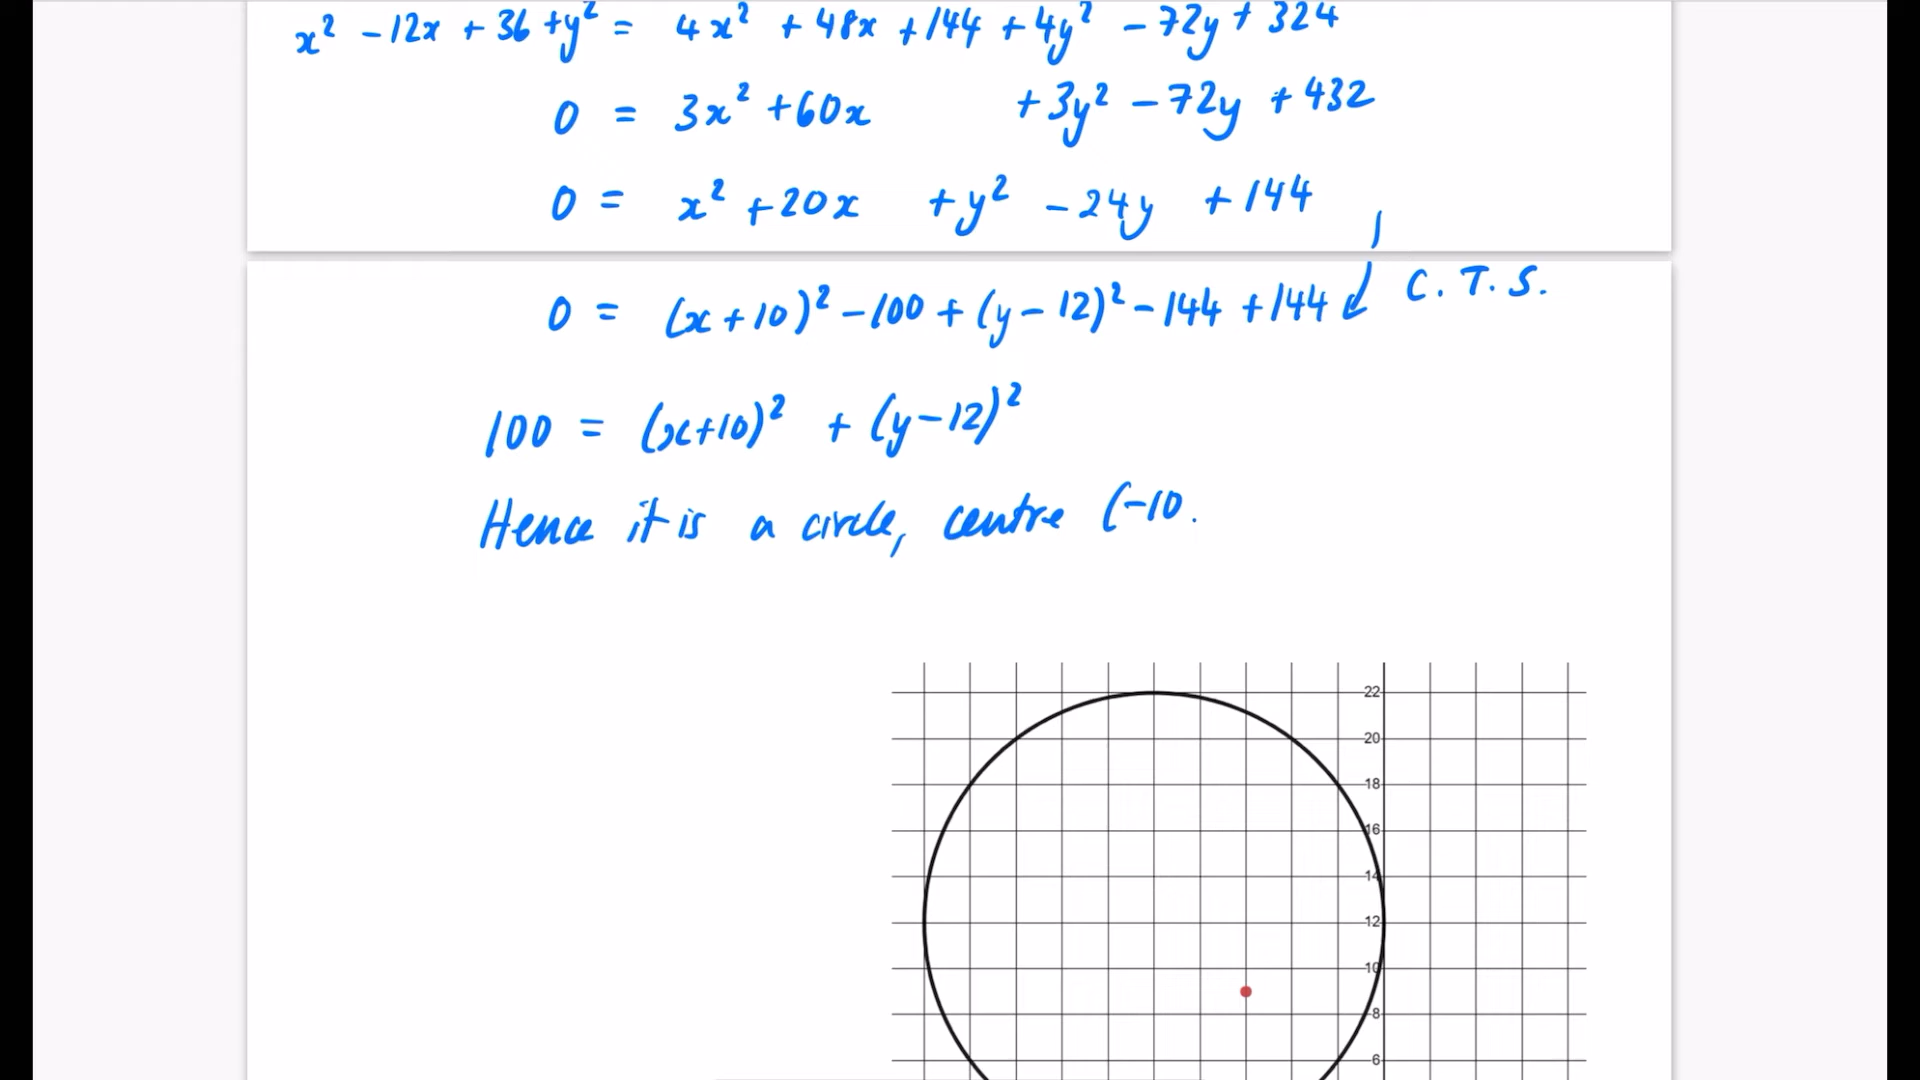 x² - 12x + 36 + y² = 4x² + 48x + 144 + 4y² - 72y + 324
0 = 3x² + 60x + 3y² - 72y + 432
0 = x² + 20x + y² - 24y + 144
C.T.S.
0 = (x+10)² - 100 + (y-12)² - 144 + 144
100 = (x+10)² + (y-12)²
Hence it is a circle, centre (-10.
22
20
18
16
14
12
10
8
6